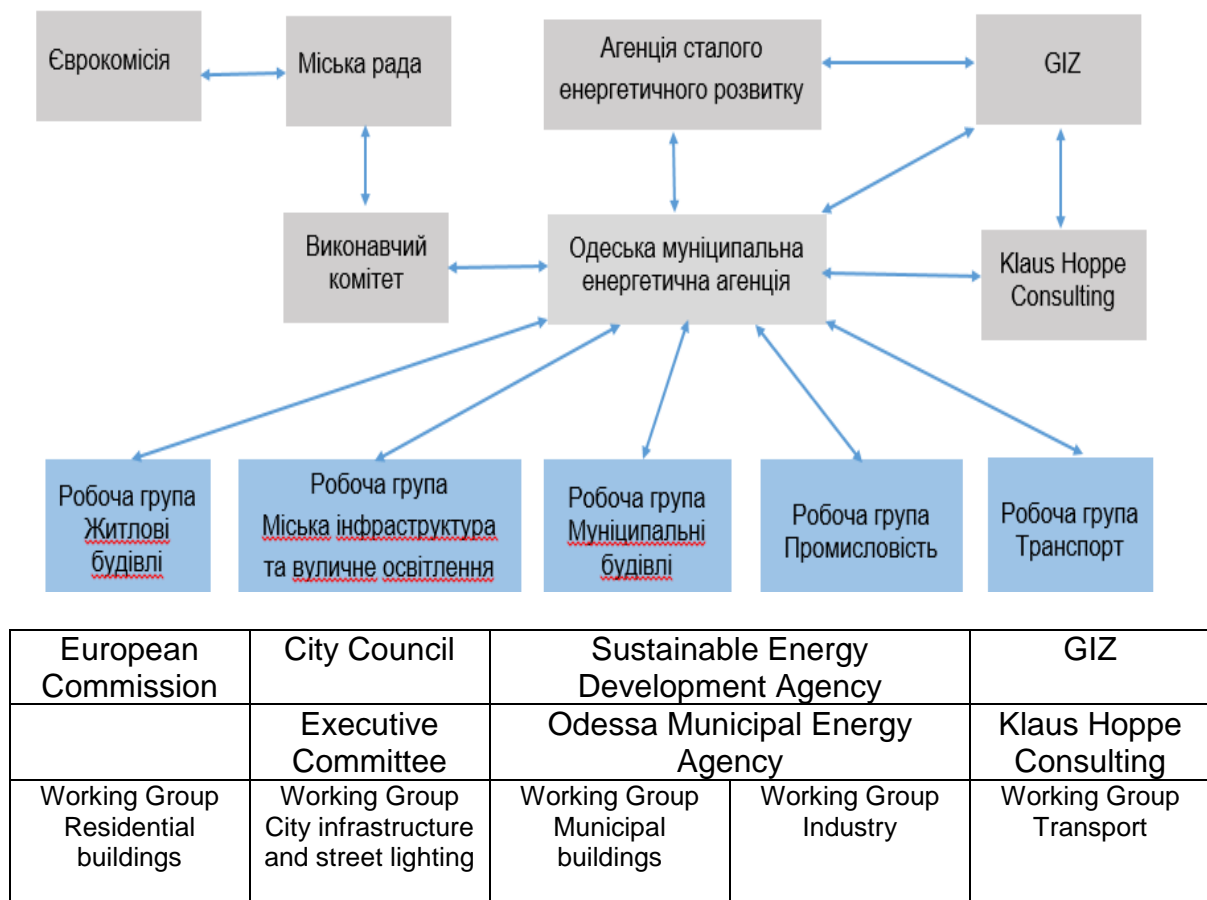 Єврокомісія
Міська рада
Агенція сталого
енергетичного розвитку
GIZ
Виконавчий
комітет
Одеська муніципальна
енергетична агенція
Klaus Hoppe
Consulting
Робоча група
Житлові
будівлі
Робоча група
Міська інфраструктура
та вуличне освітлення
Робоча група
Муніципальні
будівлі
Робоча група
Промисловість
Робоча група
Транспорт
European
Commission
City Council
Sustainable Energy
Development Agency
GIZ
Executive
Committee
Odessa Municipal Energy
Agency
Klaus Hoppe
Consulting
Working Group
Residential
buildings
Working Group
City infrastructure
and street lighting
Working Group
Municipal
buildings
Working Group
Industry
Working Group
Transport